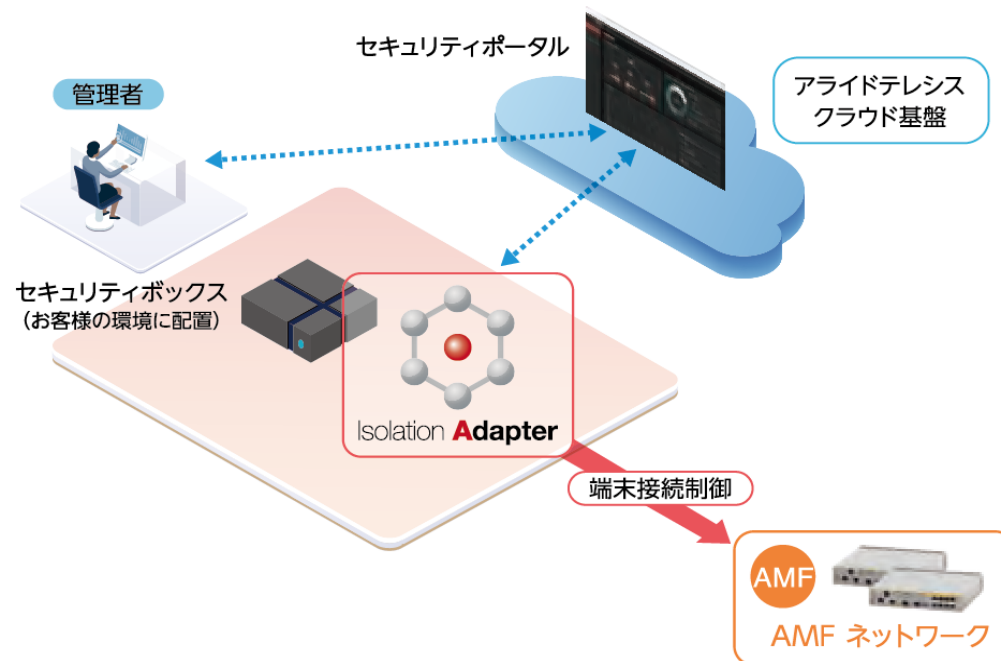 セキュリティポータル
アライドテレシス
クラウド基盤
管理者
セキュリティボックス
（お客様の環境に配置）
Isolation Adapter
端末接続制御
AMF
AMF ネットワーク